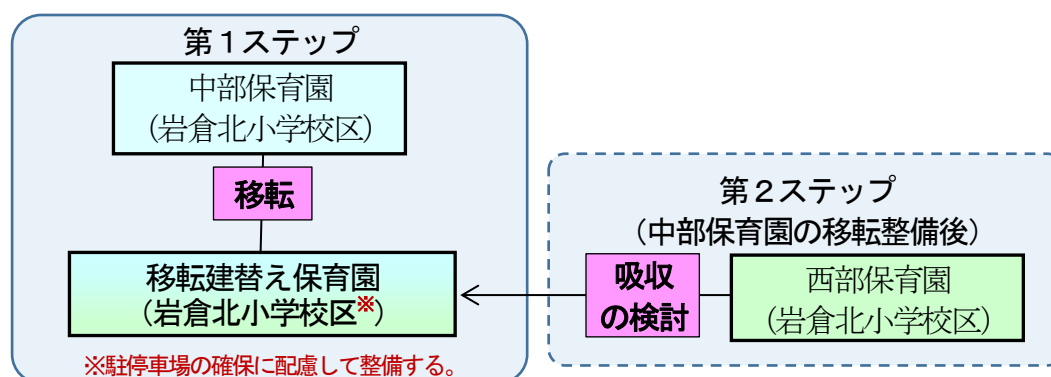 第１ステップ
中部保育園
（岩倉北小学校区）
移転
移転建替え保育園
（岩倉北小学校区※）
※駐停車場の確保に配慮して整備する。
第２ステップ
（中部保育園の移転整備後）
吸収
の検討
西部保育園
（岩倉北小学校区）